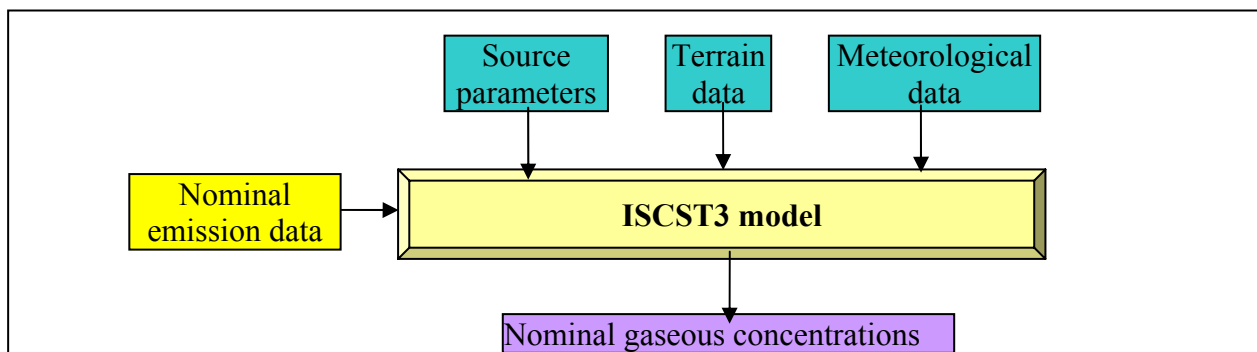 Source
parameters
Terrain
data
Meteorological
data
Nominal
emission data
ISCST3 model
Nominal gaseous concentrations